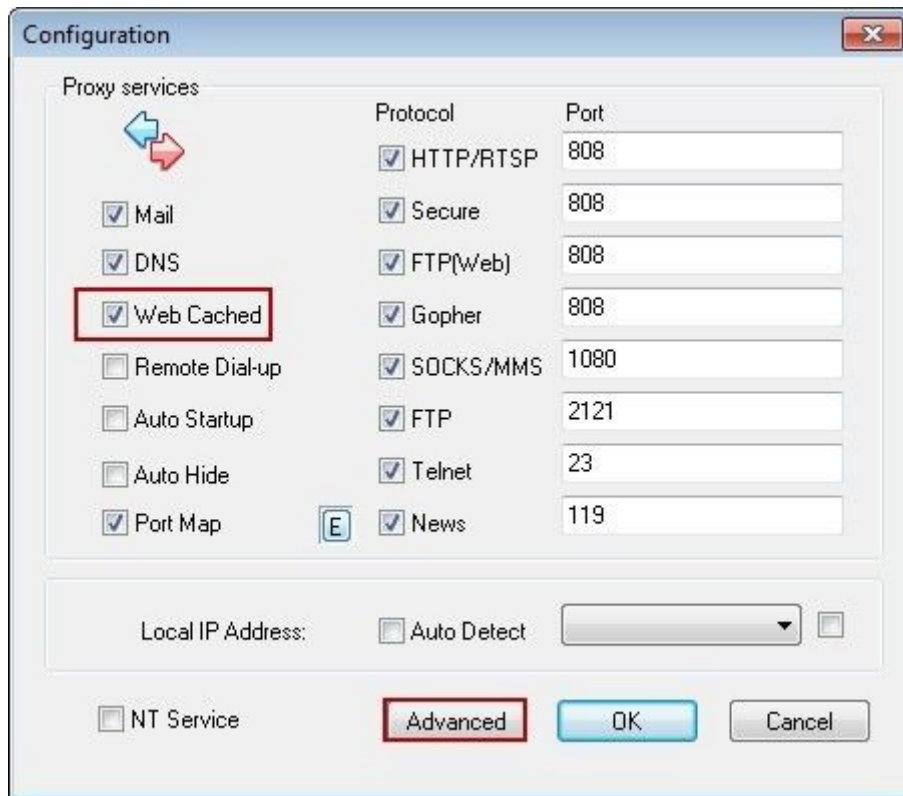 Configuration
Proxy services
Protocol Port
HTTP/RTSP 808
Mail Secure 808
DNS FTP(Web) 808
Web Cached Gopher 808
Remote Dial-up SOCKS/MMS 1080
Auto Startup FTP 2121
Auto Hide Telnet 23
Port Map E News 119
Local IP Address: Auto Detect
NT Service Advanced OK Cancel